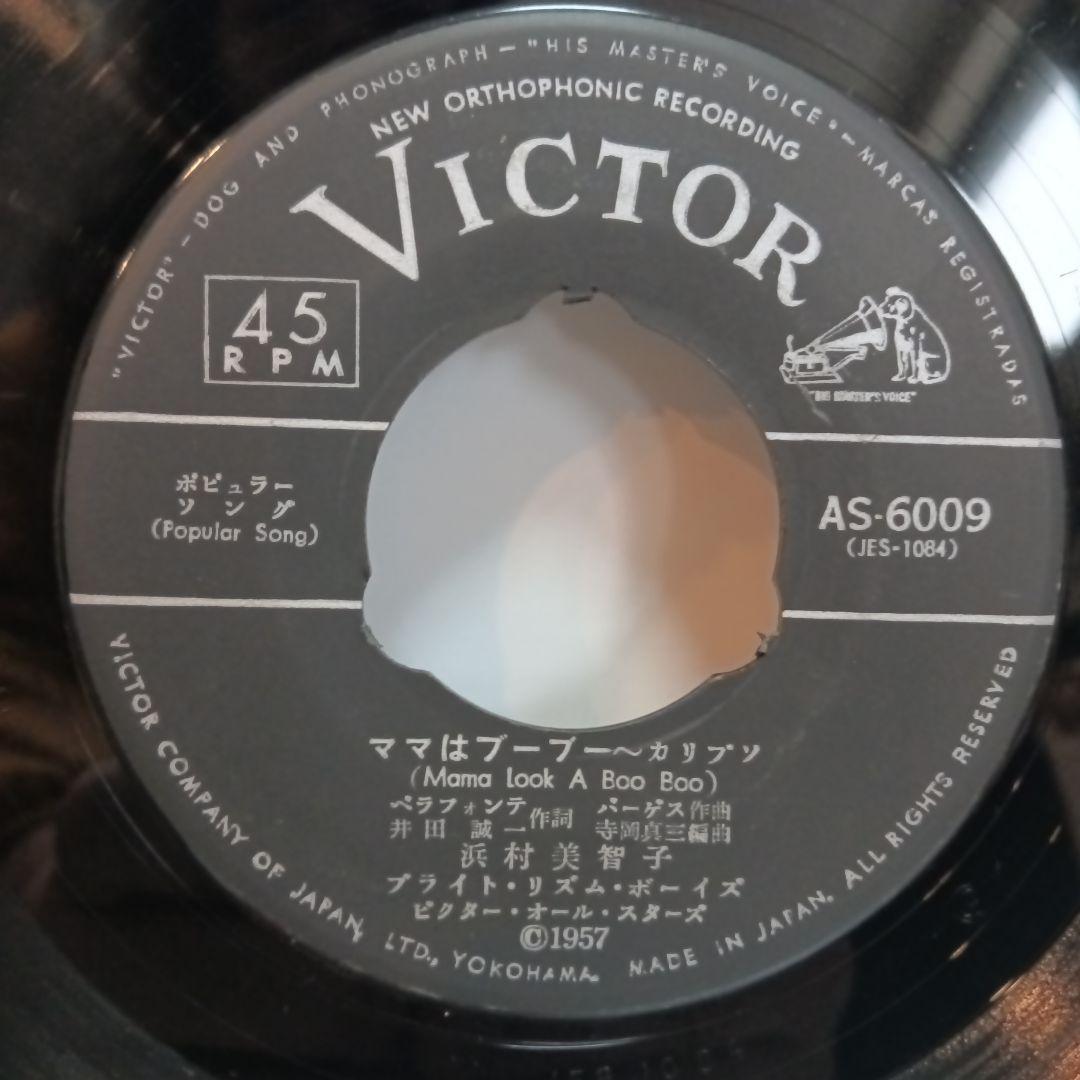 "VICTOR" - DOG AND PHONOGRAPH - "HIS MASTER'S VOICE" - MARCAS REGISTRADAS
NEW ORTHOPHONIC RECORDING
VICTOR
45
RPM
"HIS MASTER'S VOICE"
ポピュラー
ソング
(Popular Song)
AS-6009
(JES-1084)
ママはブーブー～カリプソ
(Mama Look A Boo Boo)
ベラフォンテ 作詞 バーゲス作曲
井田誠一 寺岡真三編曲
浜村美智子
ブライト・リズム・ボーイズ
ビクター・オール・スターズ
©1957
VICTOR COMPANY OF JAPAN, LTD., YOKOHAMA. MADE IN JAPAN. ALL RIGHTS RESERVED